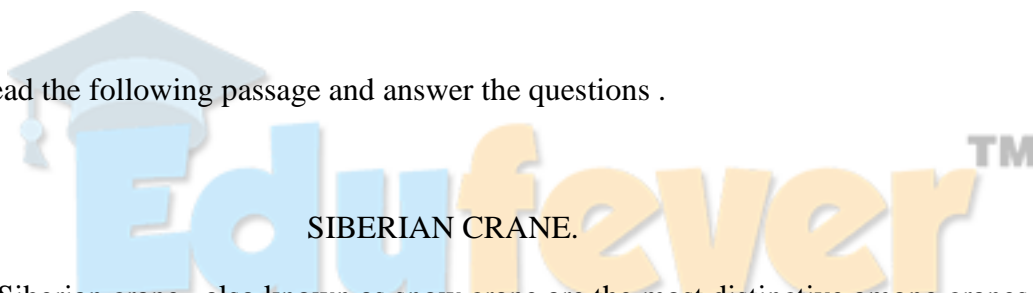 ead the following passage and answer the questions .
Edufever TM
SIBERIAN CRANE.
Siberian crane , also known as snow crane are the most distinctive among cranes